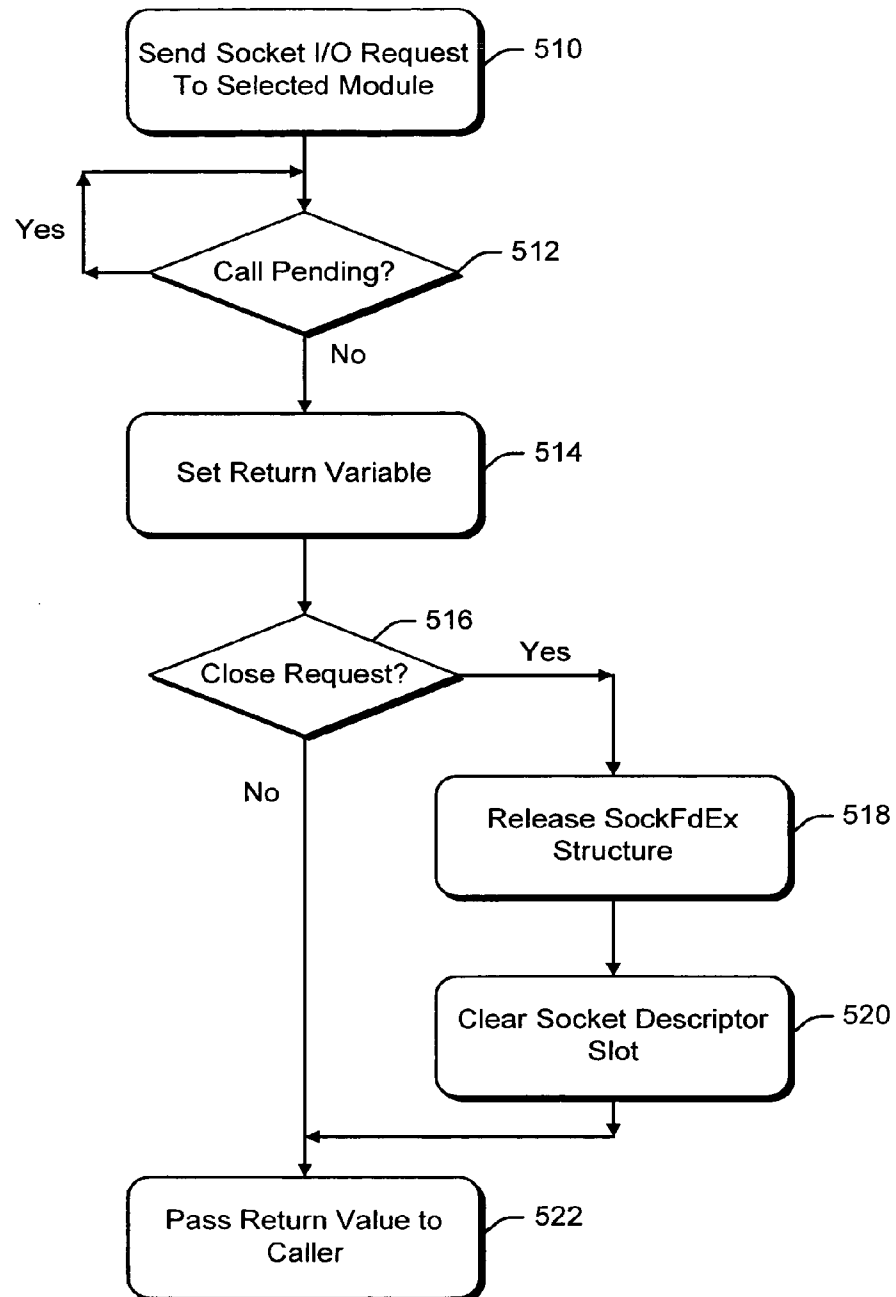 Send Socket I/O Request
To Selected Module
510
Yes
Call Pending?
512
No
Set Return Variable
514
516
Close Request?
Yes
No
Release SockFdEx
Structure
518
Clear Socket Descriptor
Slot
520
Pass Return Value to
Caller
522